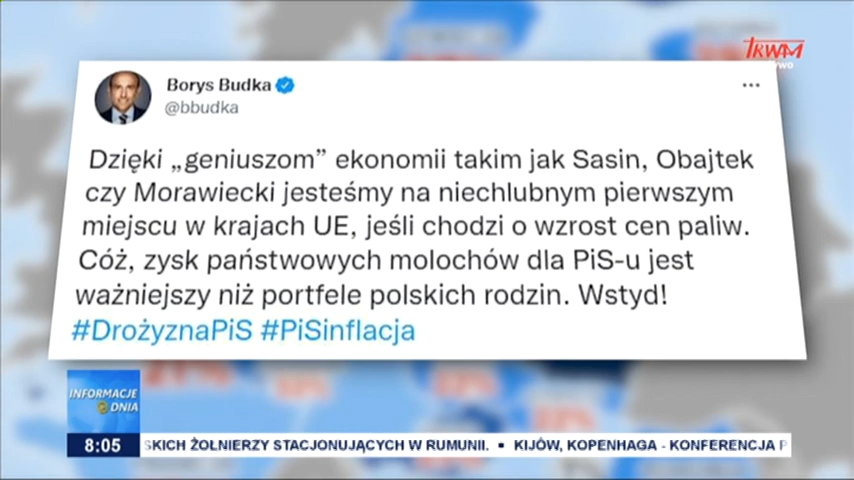 TRWAM
Borys Budka
@bbudka
Dzięki „geniuszom” ekonomii takim jak Sasin, Obajtek
czy Morawiecki jesteśmy na niechlubnym pierwszym
miejscu w krajach UE, jeśli chodzi o wzrost cen paliw.
Cóż, zysk państwowych molochów dla PiS-u jest
ważniejszy niż portfele polskich rodzin. Wstyd!
#DrożyznaPiS #PiSinflacja
INFORMACJE
DNIA
8:05
SKICH ŻOŁNIERZY STACJONUJĄCYCH W RUMUNII. ▪ KIJÓW, KOPENHAGA - KONFERENCJA P